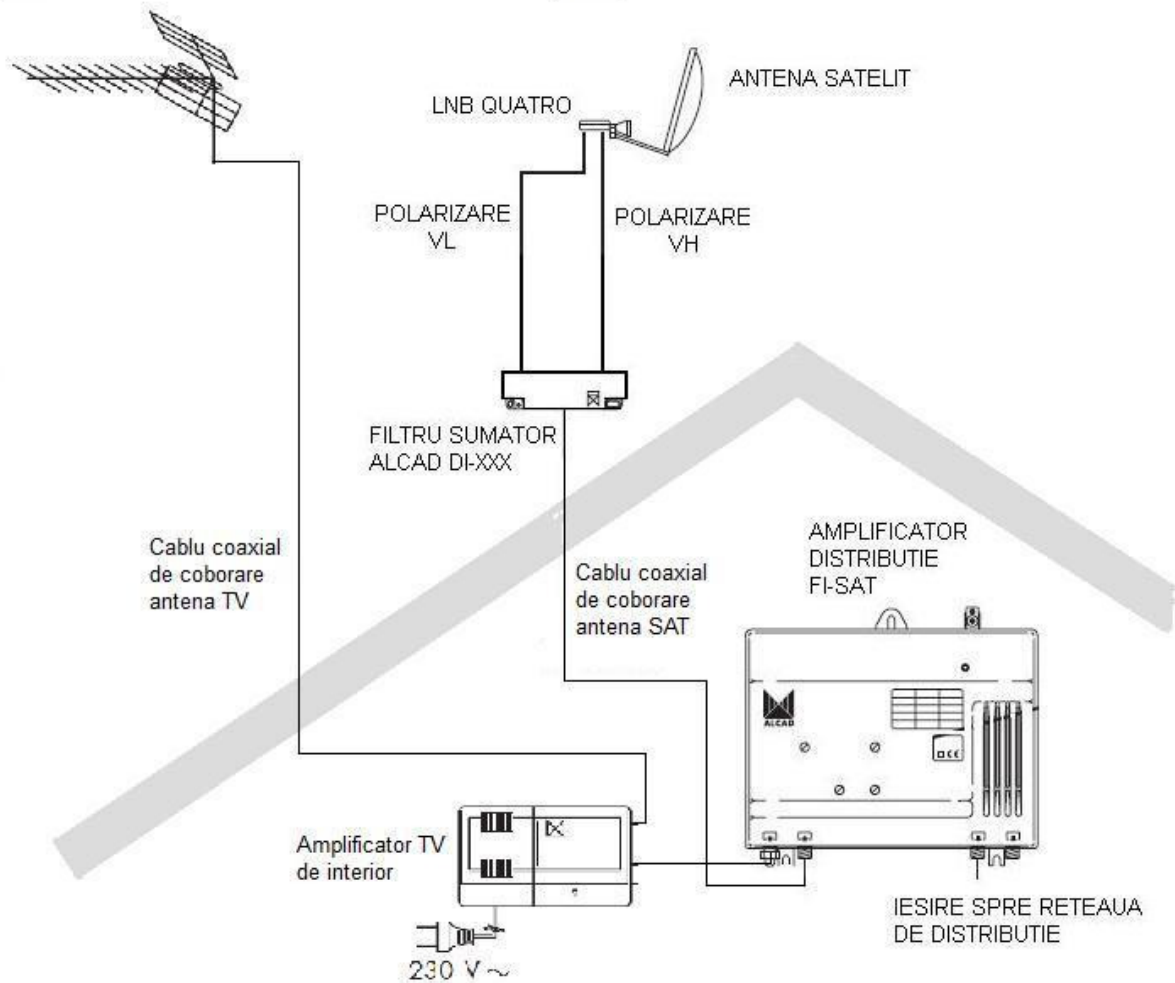 ANTENA SATELIT
LNB QUATRO
POLARIZARE
VL
POLARIZARE
VH
FILTRU SUMATOR
ALCAD DI-XXX
Cablu coaxial
de coborare
antena TV
Cablu coaxial
de coborare
antena SAT
AMPLIFICATOR
DISTRIBUTIE
FI-SAT
ALCAD
Amplificator TV
de interior
230 V ~
IESIRE SPRE RETEAUA
DE DISTRIBUTIE